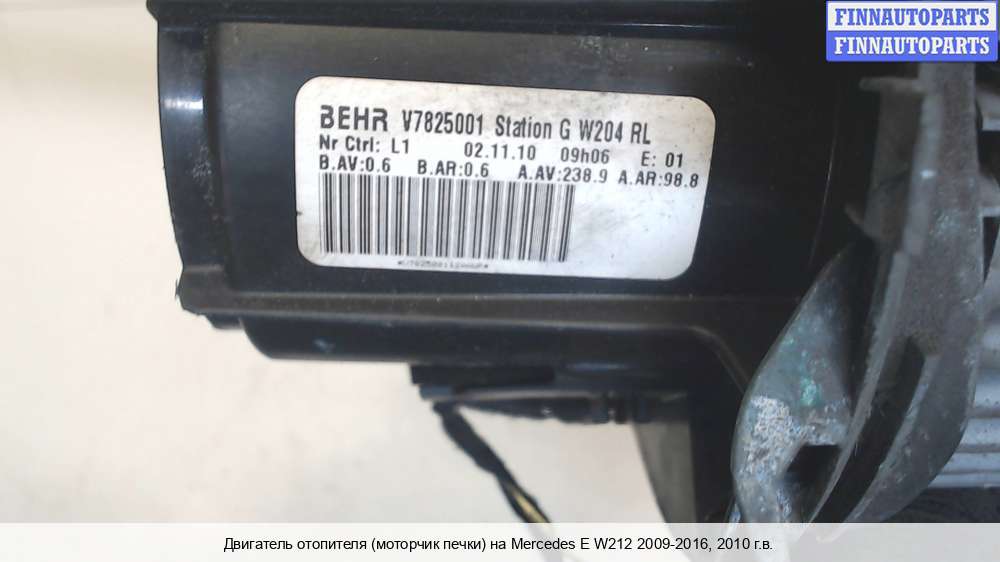 FINNAUTOPARTS
FINNAUTOPARTS
BEHR V7825001 Station G W204 RL
Nr Ctrl: L1 02.11.10 09h06 E: 01
B.AV:0.6 B.AR:0.6 A.AV:238.9 A.AR:98.8
Двигатель отопителя (моторчик печки) на Mercedes E W212 2009-2016, 2010 г.в.